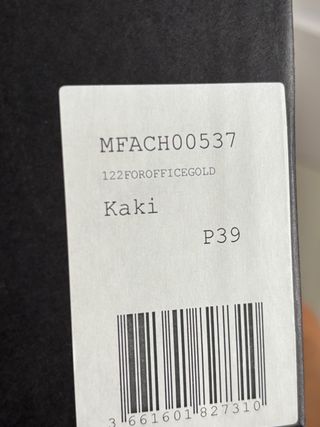 MFACH00537
122FOROFFICEGOLD
Kaki
P39
3 661601 827310